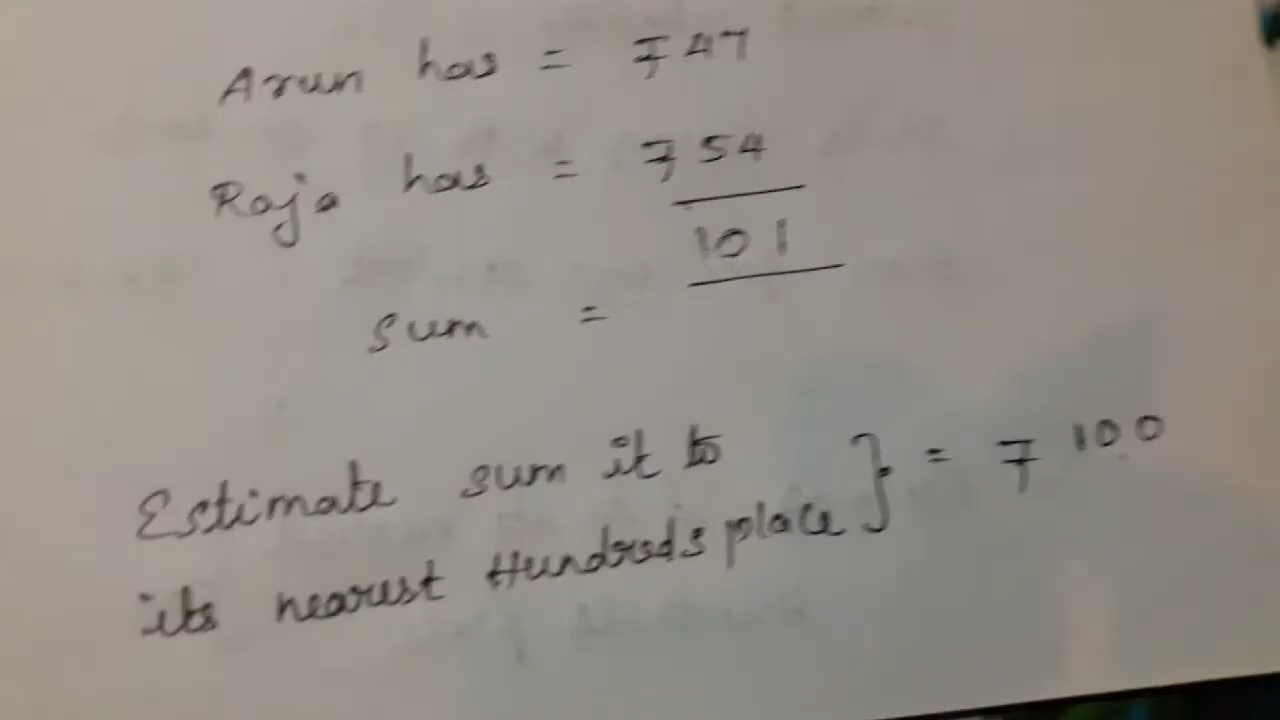 Arun has = ₹ 47
Raja has = ₹ 54
101
Sum =
Estimate sum it to } = ₹ 100
its nearest Hundreds place